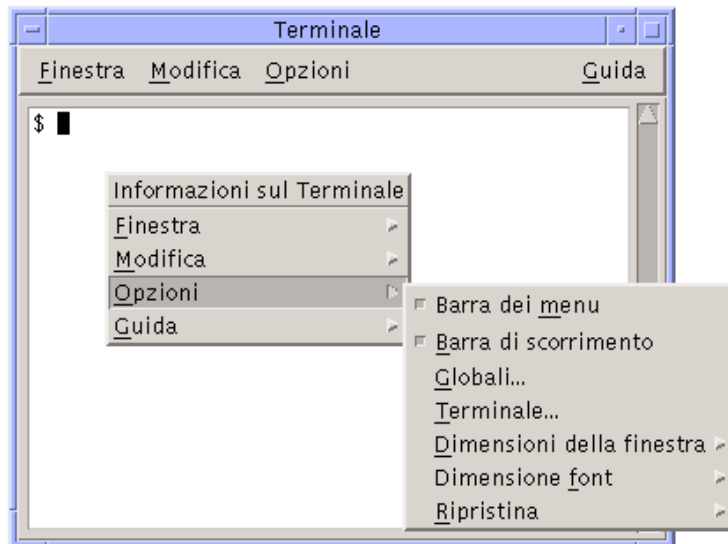 Terminale
Finestra Modifica Opzioni Guida
$
Informazioni sul Terminale
Finestra
Modifica
Opzioni
Guida
Barra dei menu
Barra di scorrimento
Globali...
Terminale...
Dimensioni della finestra
Dimensione font
Ripristina